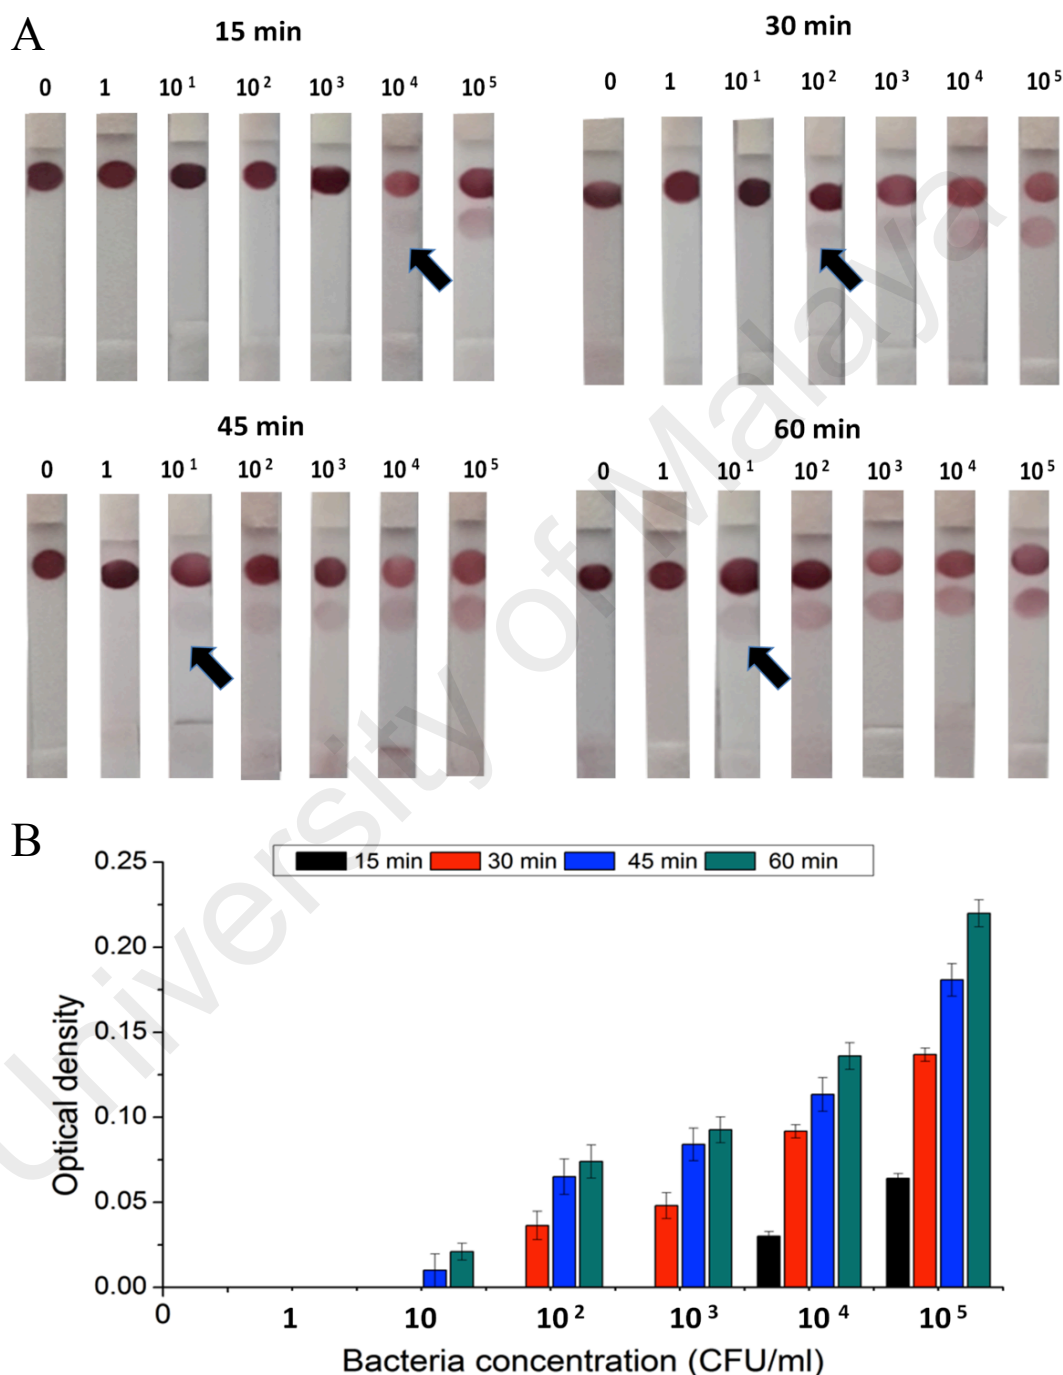 A
15 min
30 min
0 1 10¹ 10² 10³ 10⁴ 10⁵
0 1 10¹ 10² 10³ 10⁴ 10⁵
45 min
60 min
0 1 10¹ 10² 10³ 10⁴ 10⁵
0 1 10¹ 10² 10³ 10⁴ 10⁵
University of Malaya
B
15 min 30 min 45 min 60 min
0.25
0.20
0.15
0.10
0.05
0.00
Optical density
0 1 10 10² 10³ 10⁴ 10⁵
Bacteria concentration (CFU/ml)